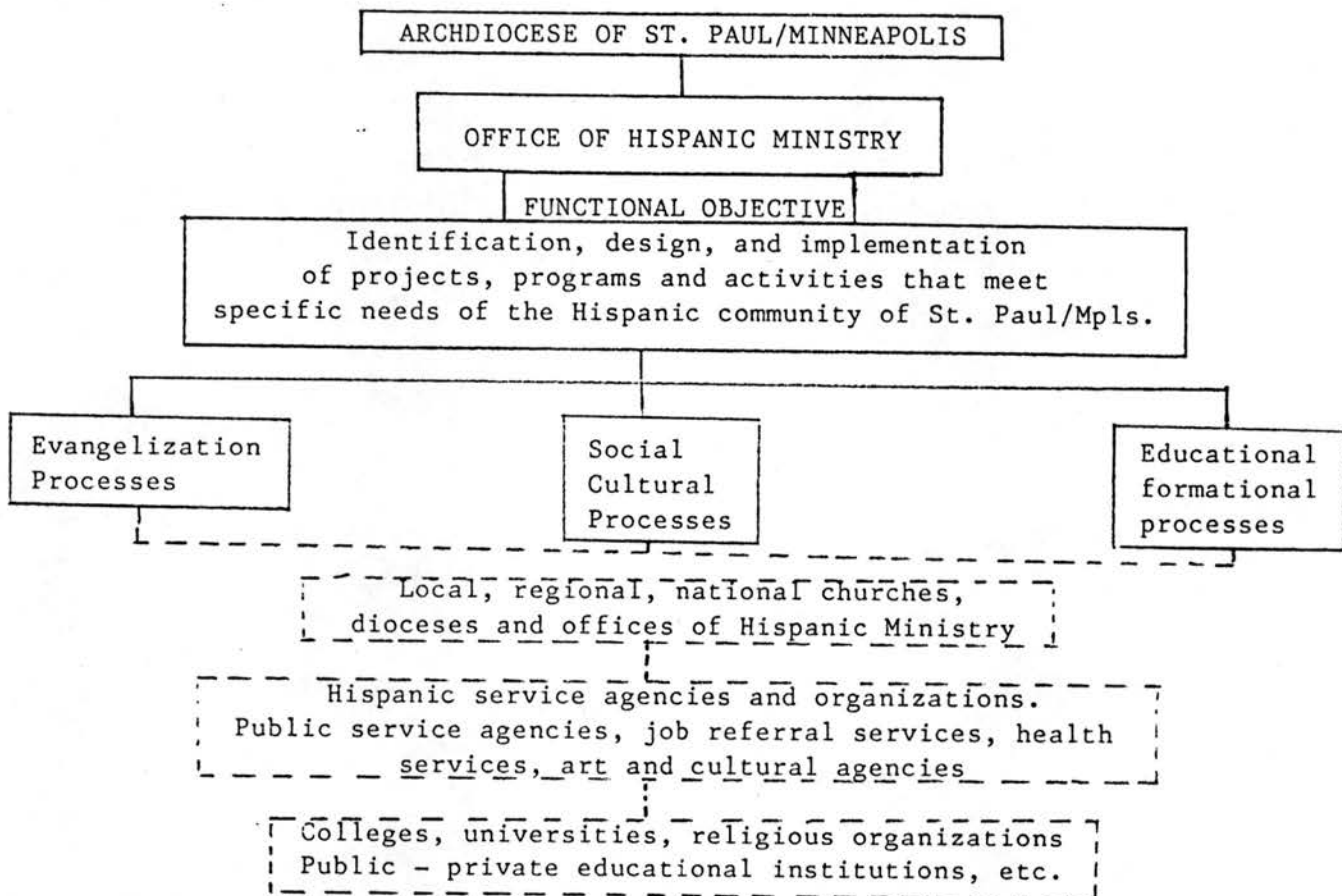 ARCHDIOCESE OF ST. PAUL/MINNEAPOLIS
OFFICE OF HISPANIC MINISTRY
FUNCTIONAL OBJECTIVE
Identification, design, and implementation
of projects, programs and activities that meet
specific needs of the Hispanic community of St. Paul/Mpls.
Evangelization
Processes
Social
Cultural
Processes
Educational
formational
processes
Local, regional, national churches,
dioceses and offices of Hispanic Ministry
Hispanic service agencies and organizations.
Public service agencies, job referral services, health
services, art and cultural agencies
Colleges, universities, religious organizations
Public - private educational institutions, etc.